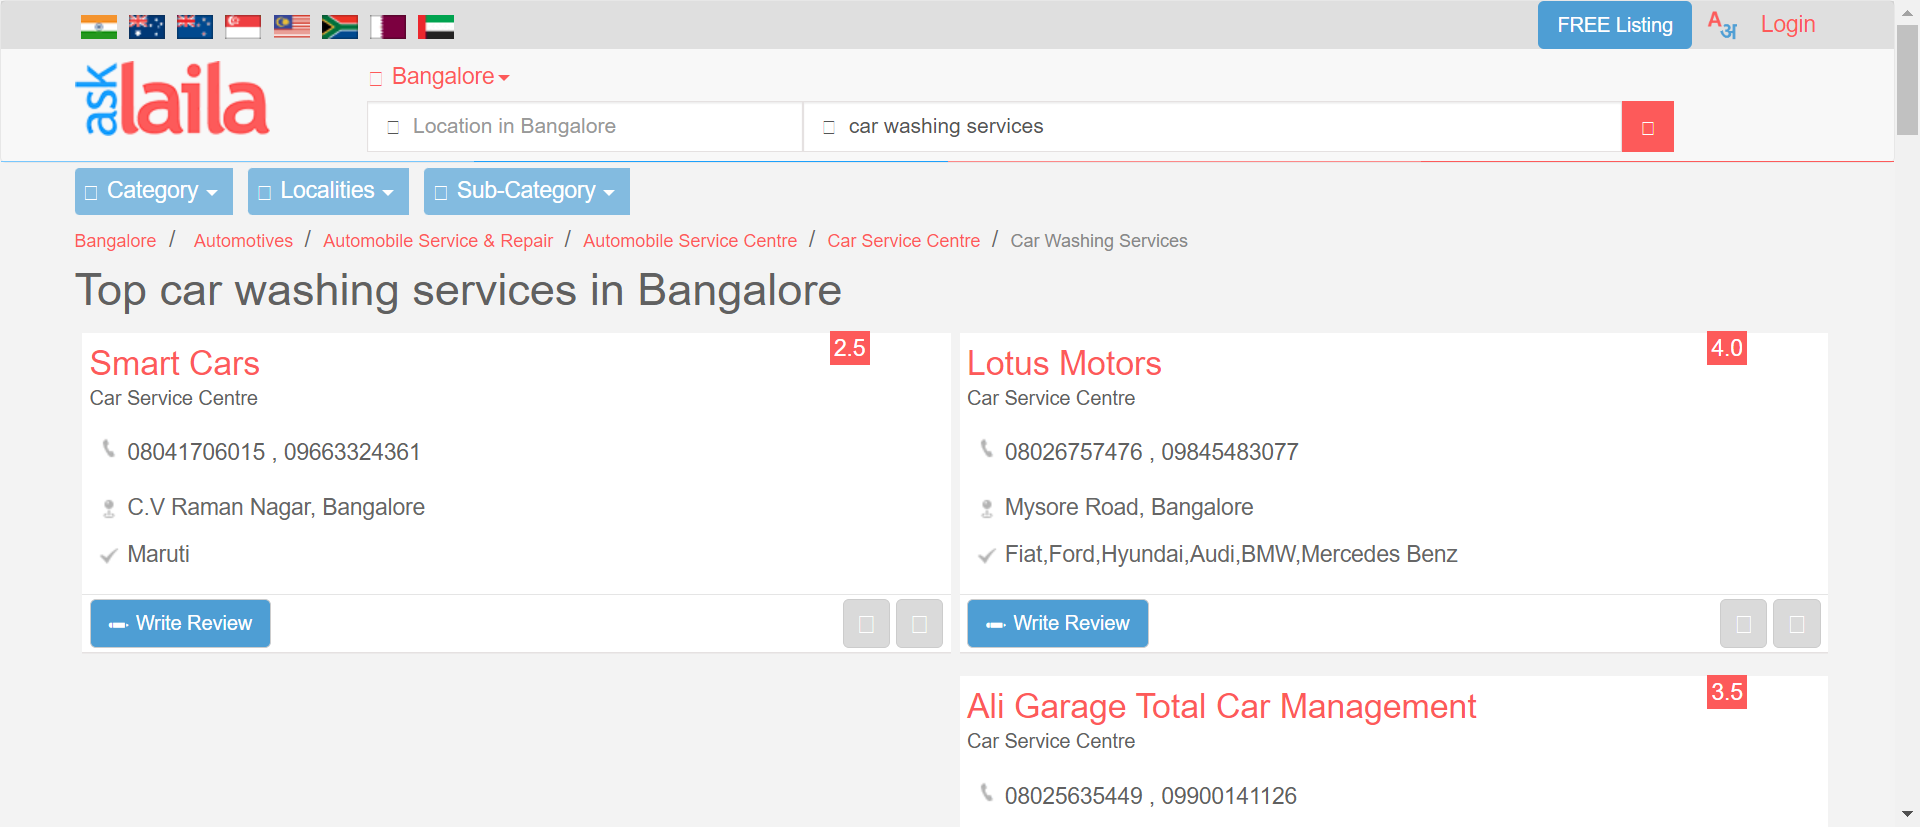 FREE Listing
Aअ
Login
asklaila
Bangalore
Location in Bangalore
car washing services
Category
Localities
Sub-Category
Bangalore / Automotives / Automobile Service & Repair / Automobile Service Centre / Car Service Centre / Car Washing Services
Top car washing services in Bangalore
Smart Cars
2.5
Car Service Centre
08041706015 , 09663324361
C.V Raman Nagar, Bangalore
Maruti
Write Review
Lotus Motors
4.0
Car Service Centre
08026757476 , 09845483077
Mysore Road, Bangalore
Fiat,Ford,Hyundai,Audi,BMW,Mercedes Benz
Write Review
Ali Garage Total Car Management
3.5
Car Service Centre
08025635449 , 09900141126